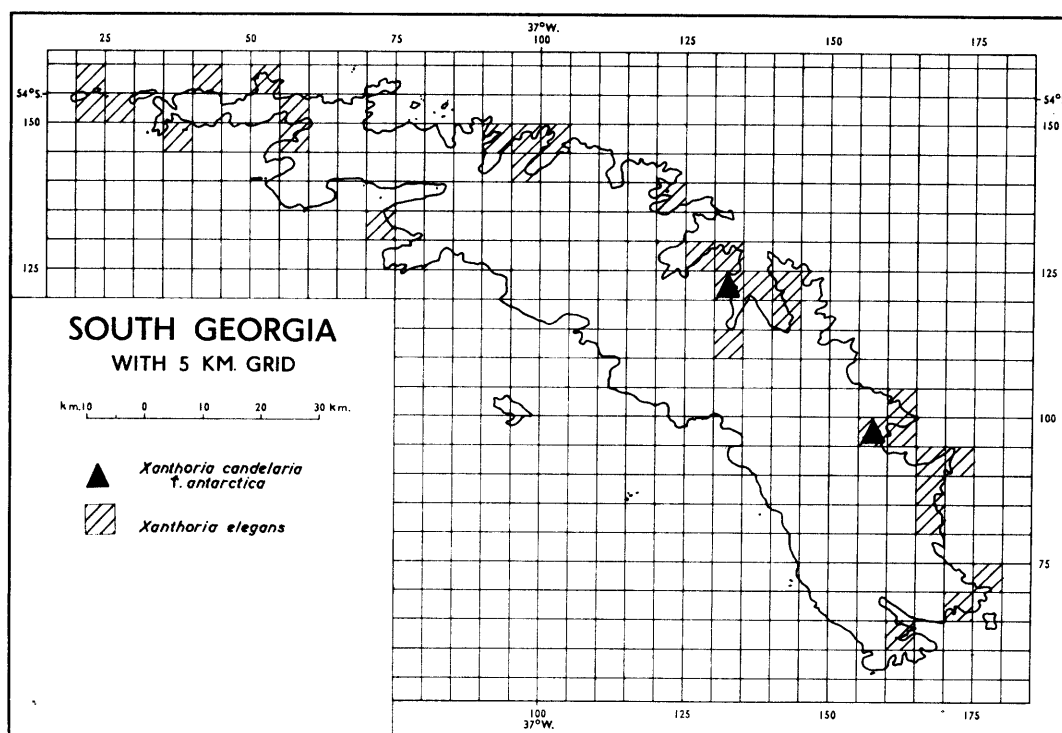 37°W.
25 50 75 100 125 150 175
54°S. 54°
150 150
125 125
SOUTH GEORGIA
WITH 5 KM. GRID
km. 10 0 10 20 30 km.
100
Xanthoria candelaria
f. antarctica
Xanthoria elegans
75
100 125 150 175
37°W.